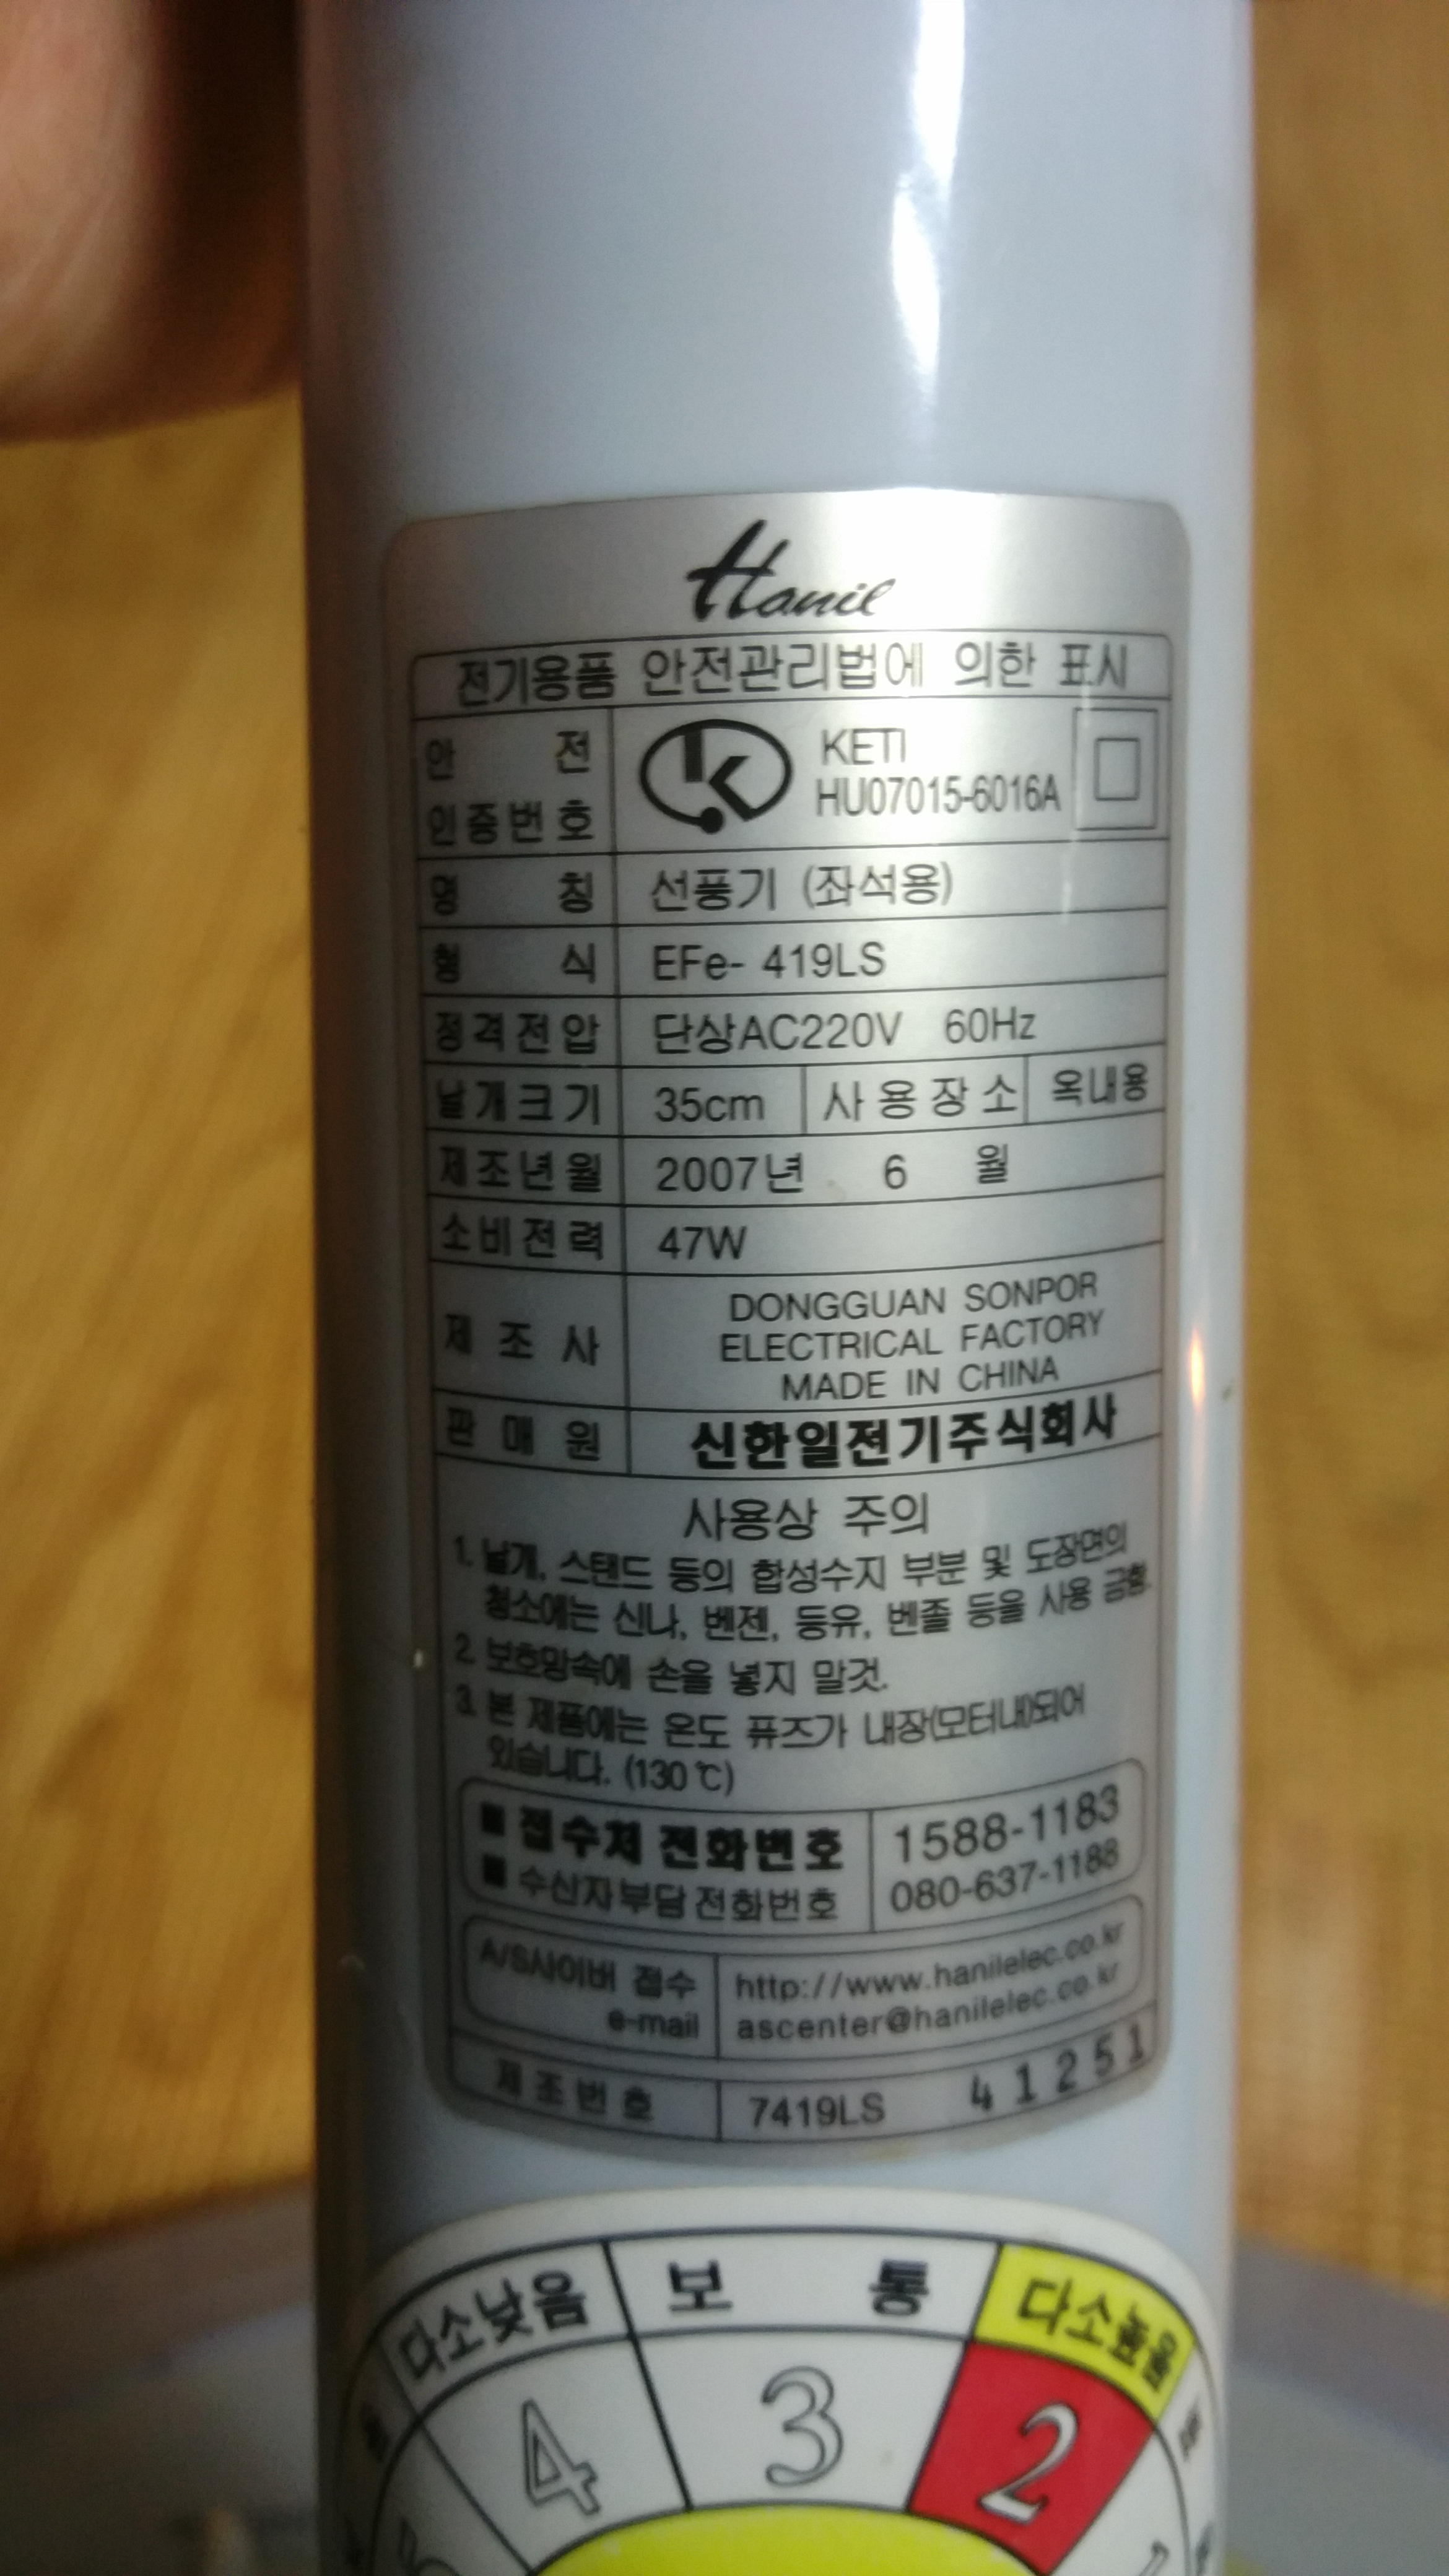 Hanil
전기용품 안전관리법에 의한 표시
안전인증번호 KETI HU07015-6016A
명칭 선풍기 (좌석용)
형식 EFe- 419LS
정격전압 단상AC220V 60Hz
날개크기 35cm 사용장소 옥내용
제조년월 2007년 6 월
소비전력 47W
제조사 DONGGUAN SONPOR
ELECTRICAL FACTORY
MADE IN CHINA
판매원 신한일전기주식회사
사용상 주의
1. 날개, 스탠드 등의 합성수지 부분 및 도장면의
청소에는 신나, 벤젠, 등유, 벤졸 등을 사용 금함.
2. 보호망속에 손을 넣지 말것.
3. 본 제품에는 온도 퓨즈가 내장(모터내)되어
있습니다. (130℃)
■ 접수처 전화번호 1588-1183
■ 수신자부담 전화번호 080-637-1188
A/S사이버 접수 http://www.hanilelec.co.kr
e-mail ascenter@hanilelec.co.kr
제조번호 7419LS 41251
다소낮음 보통 다소높음
4 3 2